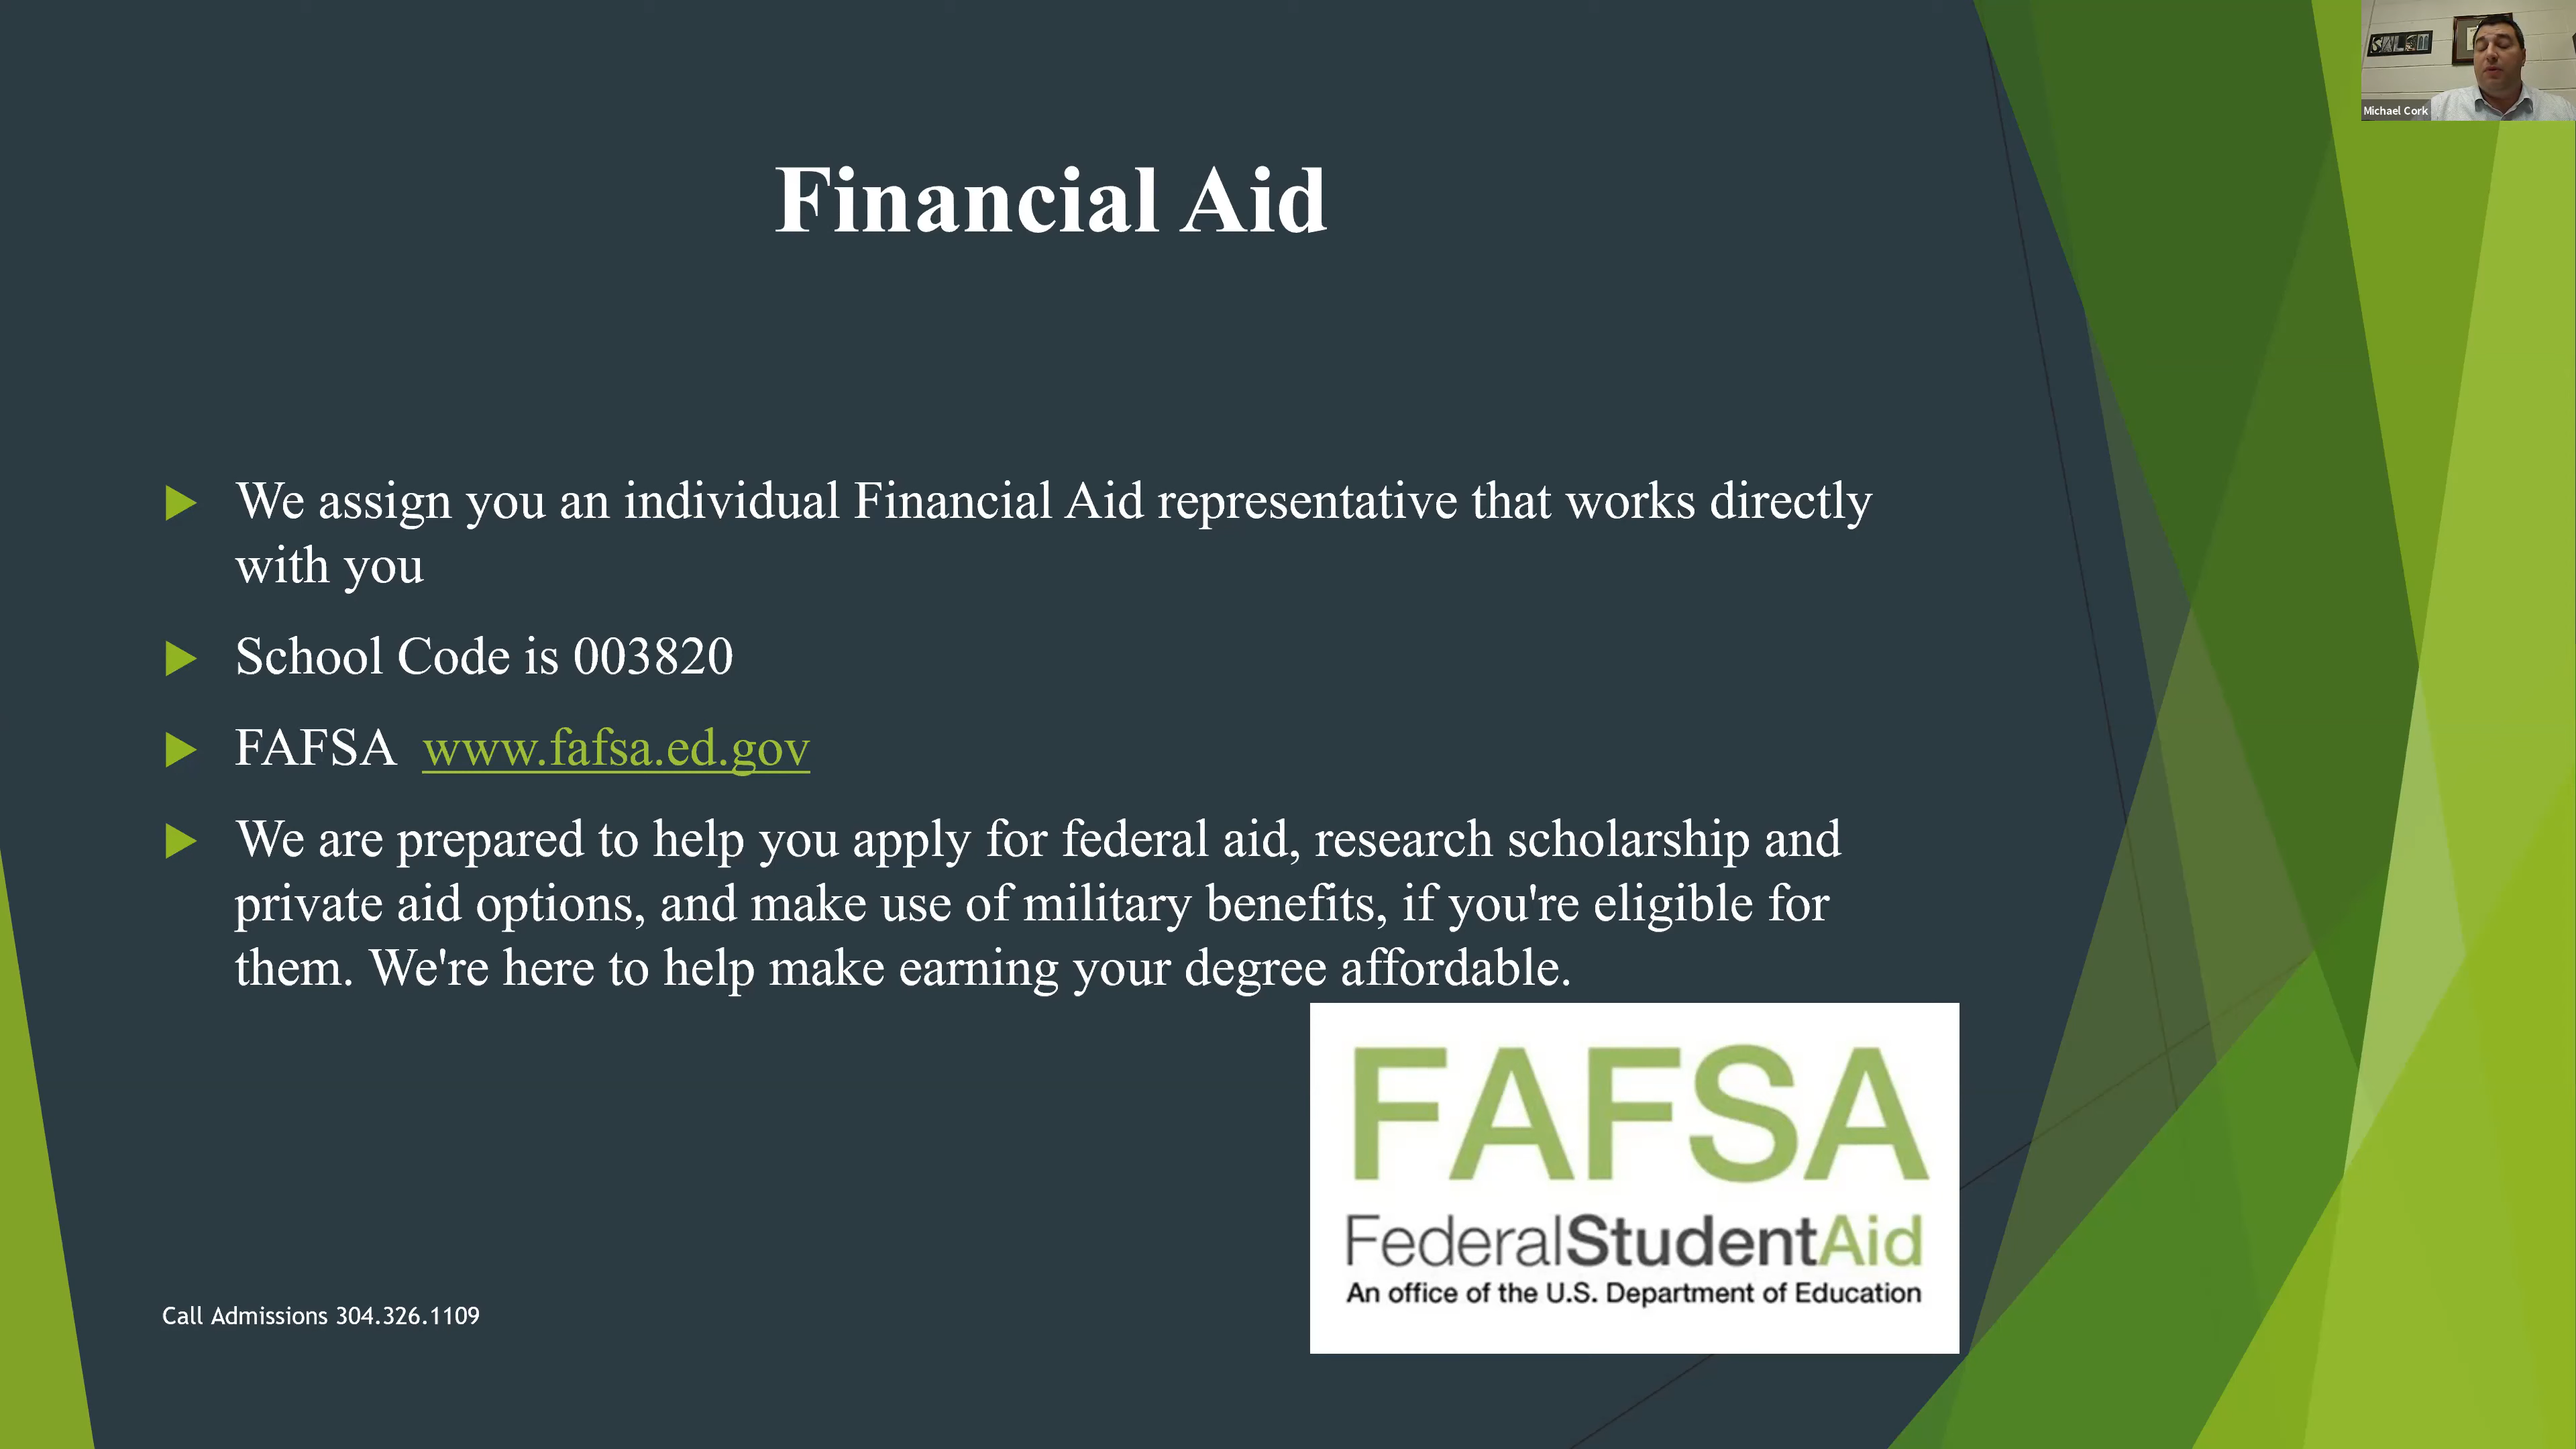 SALEM
Michael Cork
Financial Aid
We assign you an individual Financial Aid representative that works directly
with you
School Code is 003820
FAFSA www.fafsa.ed.gov
We are prepared to help you apply for federal aid, research scholarship and
private aid options, and make use of military benefits, if you're eligible for
them. We're here to help make earning your degree affordable.
FAFSA
FederalStudentAid
An office of the U.S. Department of Education
Call Admissions 304.326.1109